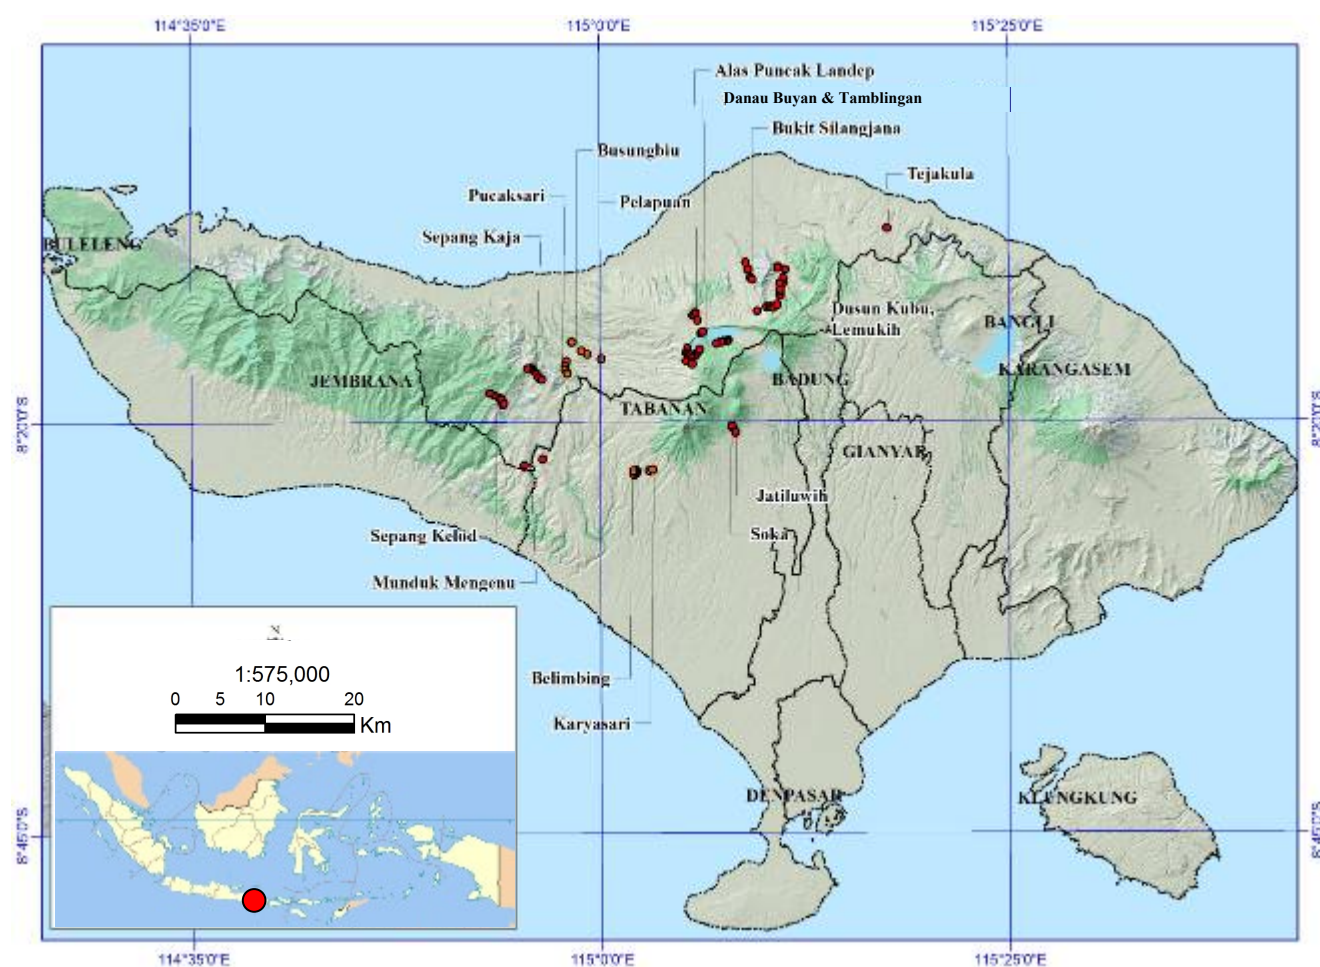 114°35'0"E 115°0'0"E 115°25'0"E
Alas Puncak Landep
Danau Buyan & Tamblingan
Bukit Silangjana
Busungbiu
Tejakula
Pucaksari
Pelapuan
Sepang Kaja
BULELENG
Dusun Kubu,
Lemukih
BANGLI
KARANGASEM
JEMBRANA
BADUNG
TABANAN
8°20'0"S 8°20'0"S
GIANYAR
Jatiluwih
Soka
Sepang Kelod
Munduk Mengenu
1:575,000
0 5 10 20
Km
Belimbing
Karyasari
DENPASAR
KLUNGKUNG
8°45'0"S 8°45'0"S
114°35'0"E 115°0'0"E 115°25'0"E